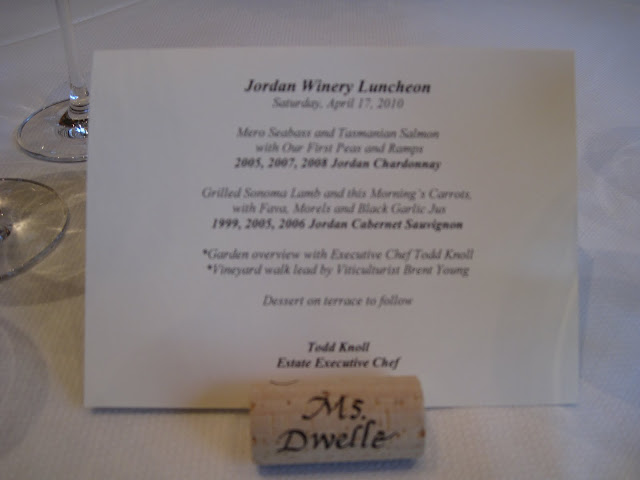 Jordan Winery Luncheon
Saturday, April 17, 2010
Mero Seabass and Tasmanian Salmon
with Our First Peas and Ramps
2005, 2007, 2008 Jordan Chardonnay
Grilled Sonoma Lamb and this Morning's Carrots,
with Fava, Morels and Black Garlic Jus
1999, 2005, 2006 Jordan Cabernet Sauvignon
*Garden overview with Executive Chef Todd Knoll
*Vineyard walk lead by Viticulturist Brent Young
Dessert on terrace to follow
Todd Knoll
Estate Executive Chef
Ms.
Dwelle